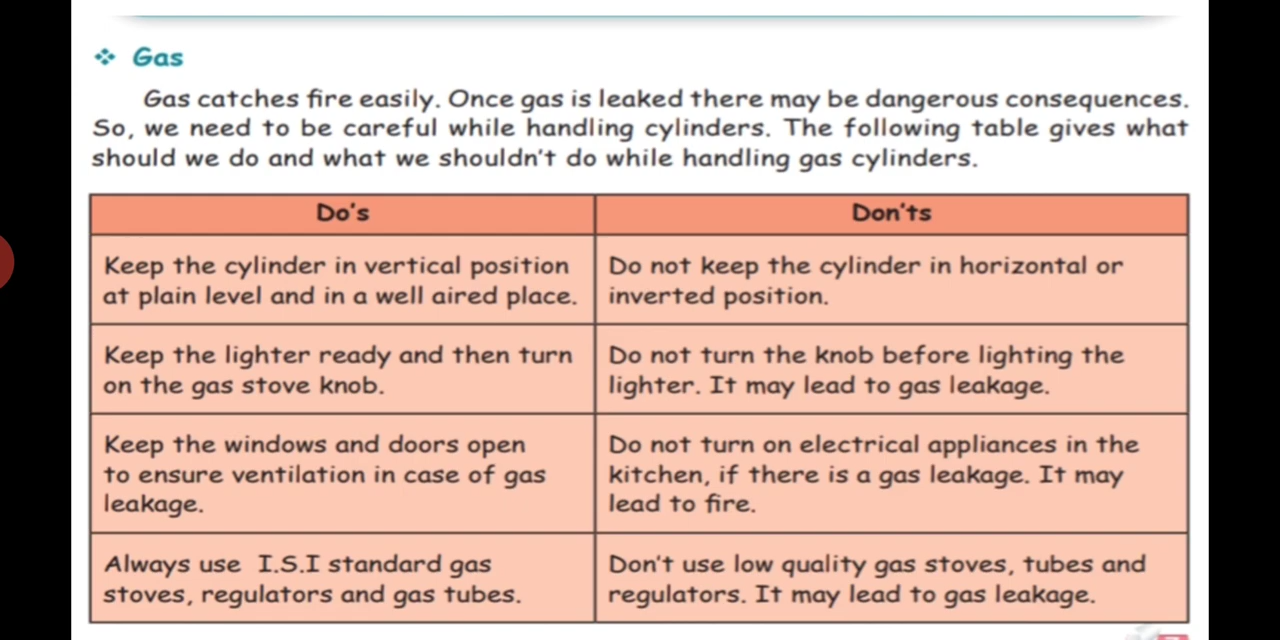 Gas
Gas catches fire easily. Once gas is leaked there may be dangerous consequences.
So, we need to be careful while handling cylinders. The following table gives what
should we do and what we shouldn't do while handling gas cylinders.
Do's
Don'ts
Keep the cylinder in vertical position
at plain level and in a well aired place.
Do not keep the cylinder in horizontal or
inverted position.
Keep the lighter ready and then turn
on the gas stove knob.
Do not turn the knob before lighting the
lighter. It may lead to gas leakage.
Keep the windows and doors open
to ensure ventilation in case of gas
leakage.
Do not turn on electrical appliances in the
kitchen, if there is a gas leakage. It may
lead to fire.
Always use I.S.I standard gas
stoves, regulators and gas tubes.
Don't use low quality gas stoves, tubes and
regulators. It may lead to gas leakage.